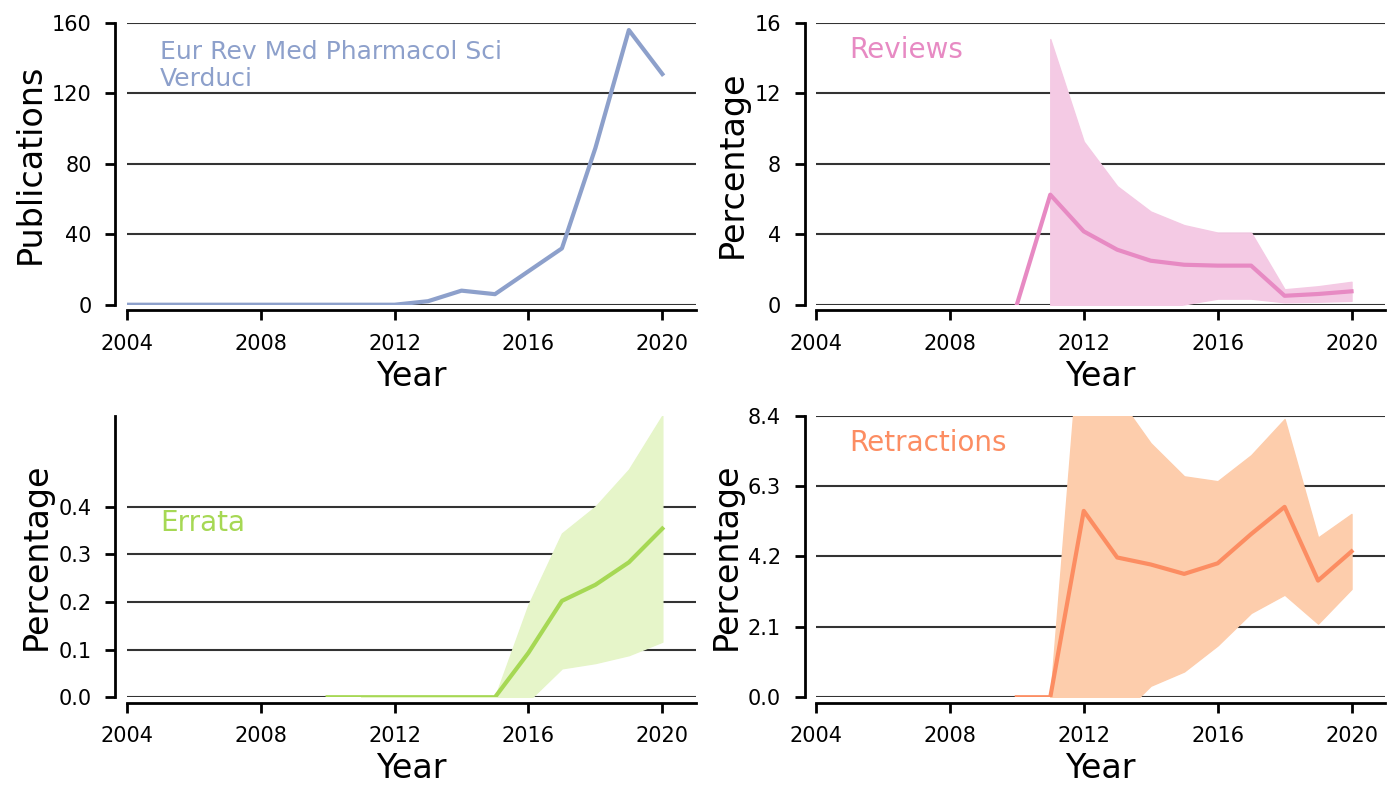 160
120
80
40
0
Publications
Eur Rev Med Pharmacol Sci
Verduci
2004 2008 2012 2016 2020
Year
16
12
8
4
0
Percentage
Reviews
2004 2008 2012 2016 2020
Year
0.4
0.3
0.2
0.1
0.0
Percentage
Errata
2004 2008 2012 2016 2020
Year
8.4
6.3
4.2
2.1
0.0
Percentage
Retractions
2004 2008 2012 2016 2020
Year